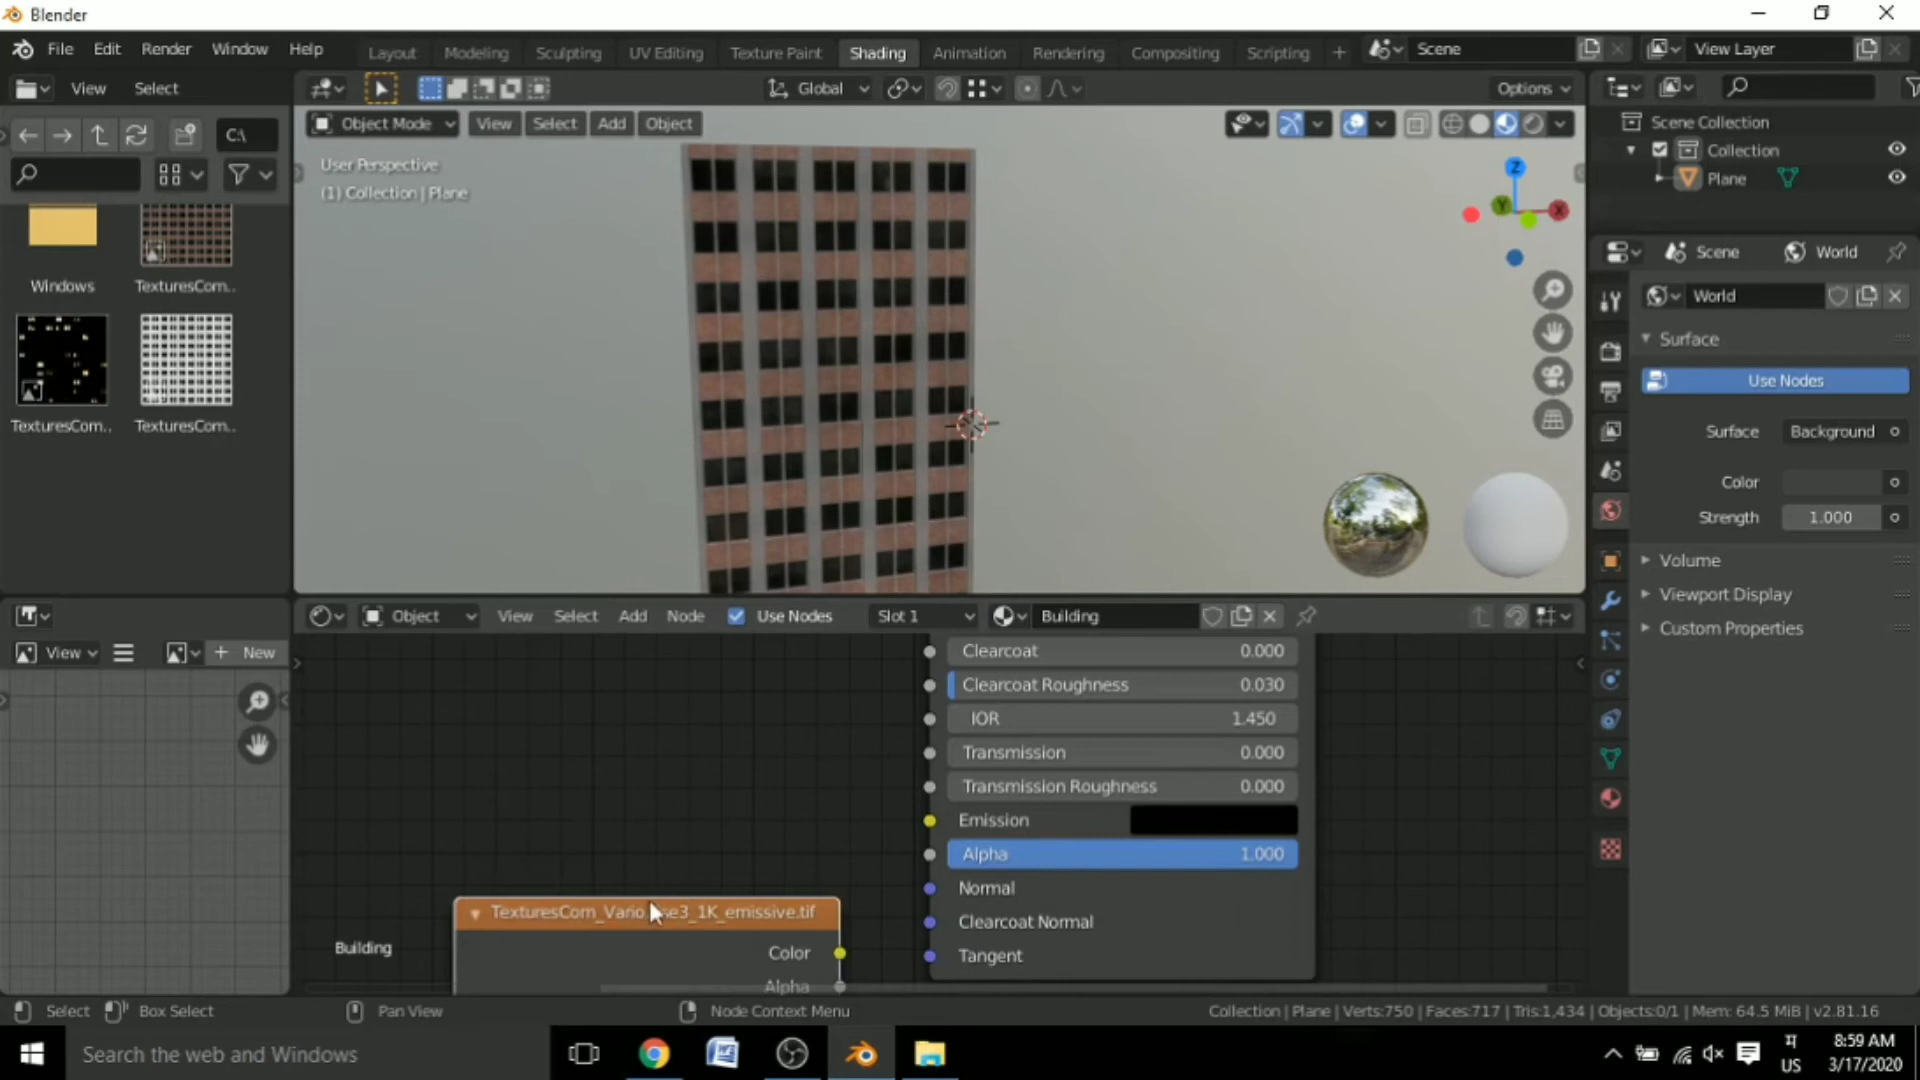 Blender
File Edit Render Window Help
Layout Modeling Sculpting UV Editing Texture Paint Shading Animation Rendering Compositing Scripting +
Scene
View Layer
View Select
Global
Options
C:\
Object Mode View Select Add Object
User Perspective
(1) Collection | Plane
Z
Y
X
Windows
TexturesCom..
TexturesCom..
TexturesCom..
Scene Collection
Collection
Plane
Scene World
World
Surface
Use Nodes
Surface Background
Color
Strength 1.000
Volume
Viewport Display
Custom Properties
View + New
Object View Select Add Node Use Nodes Slot 1 Building
Clearcoat 0.000
Clearcoat Roughness 0.030
IOR 1.450
Transmission 0.000
Transmission Roughness 0.000
Emission
Alpha 1.000
Normal
Clearcoat Normal
Tangent
Building
Color
Alpha
Select Box Select Pan View Node Context Menu
Collection | Plane | Verts:750 | Faces:717 | Tris:1,434 | Objects:0/1 | Mem: 64.5 MiB | v2.81.16
Search the web and Windows
US
8:59 AM
3/17/2020